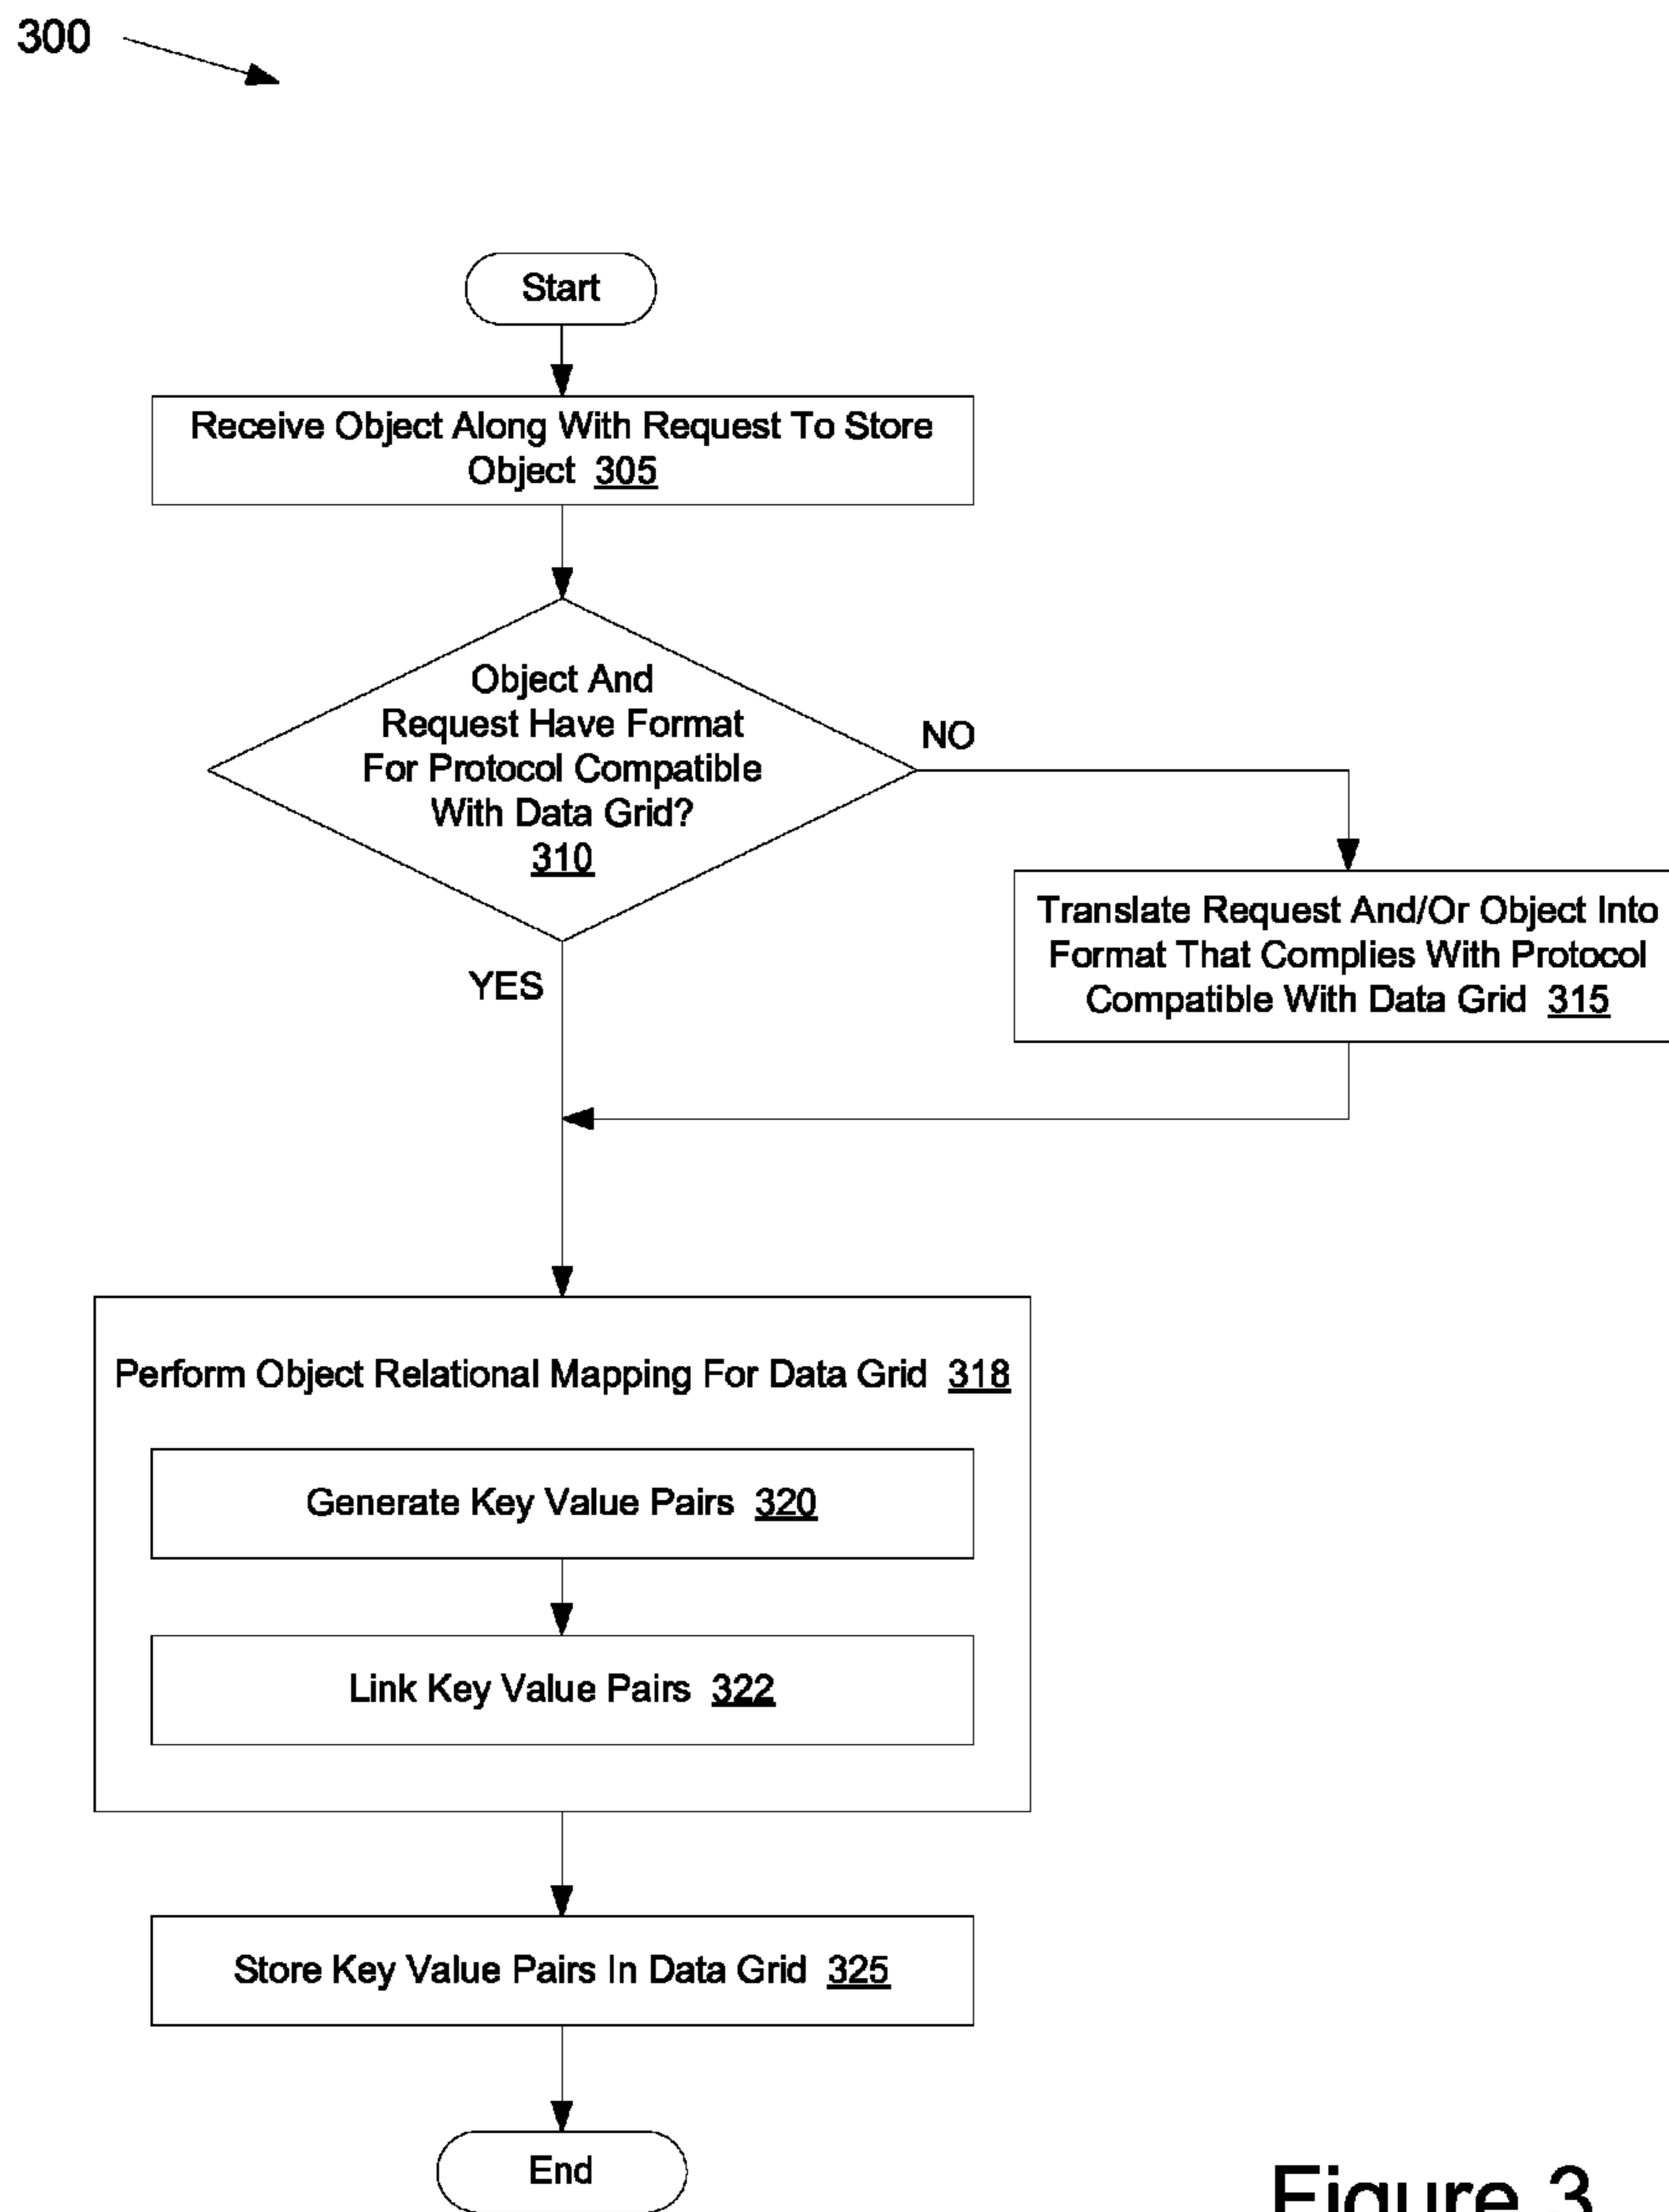 300
Start
Receive Object Along With Request To Store
Object 305
Object And
Request Have Format
For Protocol Compatible
With Data Grid?
310
NO
YES
Translate Request And/Or Object Into
Format That Complies With Protocol
Compatible With Data Grid 315
Perform Object Relational Mapping For Data Grid 318
Generate Key Value Pairs 320
Link Key Value Pairs 322
Store Key Value Pairs In Data Grid 325
End
Figure 3